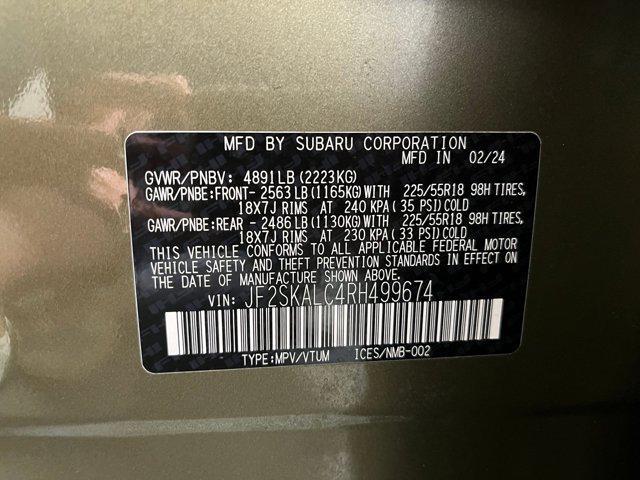 MFD BY SUBARU CORPORATION
MFD IN 02/24
GVWR/PNBV: 4891LB(2223KG)
GAWR/PNBE:FRONT- 2563LB(1165KG)WITH 225/55R18 98H TIRES,
18X7J RIMS AT 240 KPA(35 PSI)COLD
GAWR/PNBE:REAR - 2486LB(1130KG)WITH 225/55R18 98H TIRES,
18X7J RIMS AT 230 KPA(33 PSI)COLD
THIS VEHICLE CONFORMS TO ALL APPLICABLE FEDERAL MOTOR
VEHICLE SAFETY AND THEFT PREVENTION STANDARDS IN EFFECT ON
THE DATE OF MANUFACTURE SHOWN ABOVE.
VIN: JF2SKALC4RH499674
TYPE:MPV/VTUM ICES/NMB-002